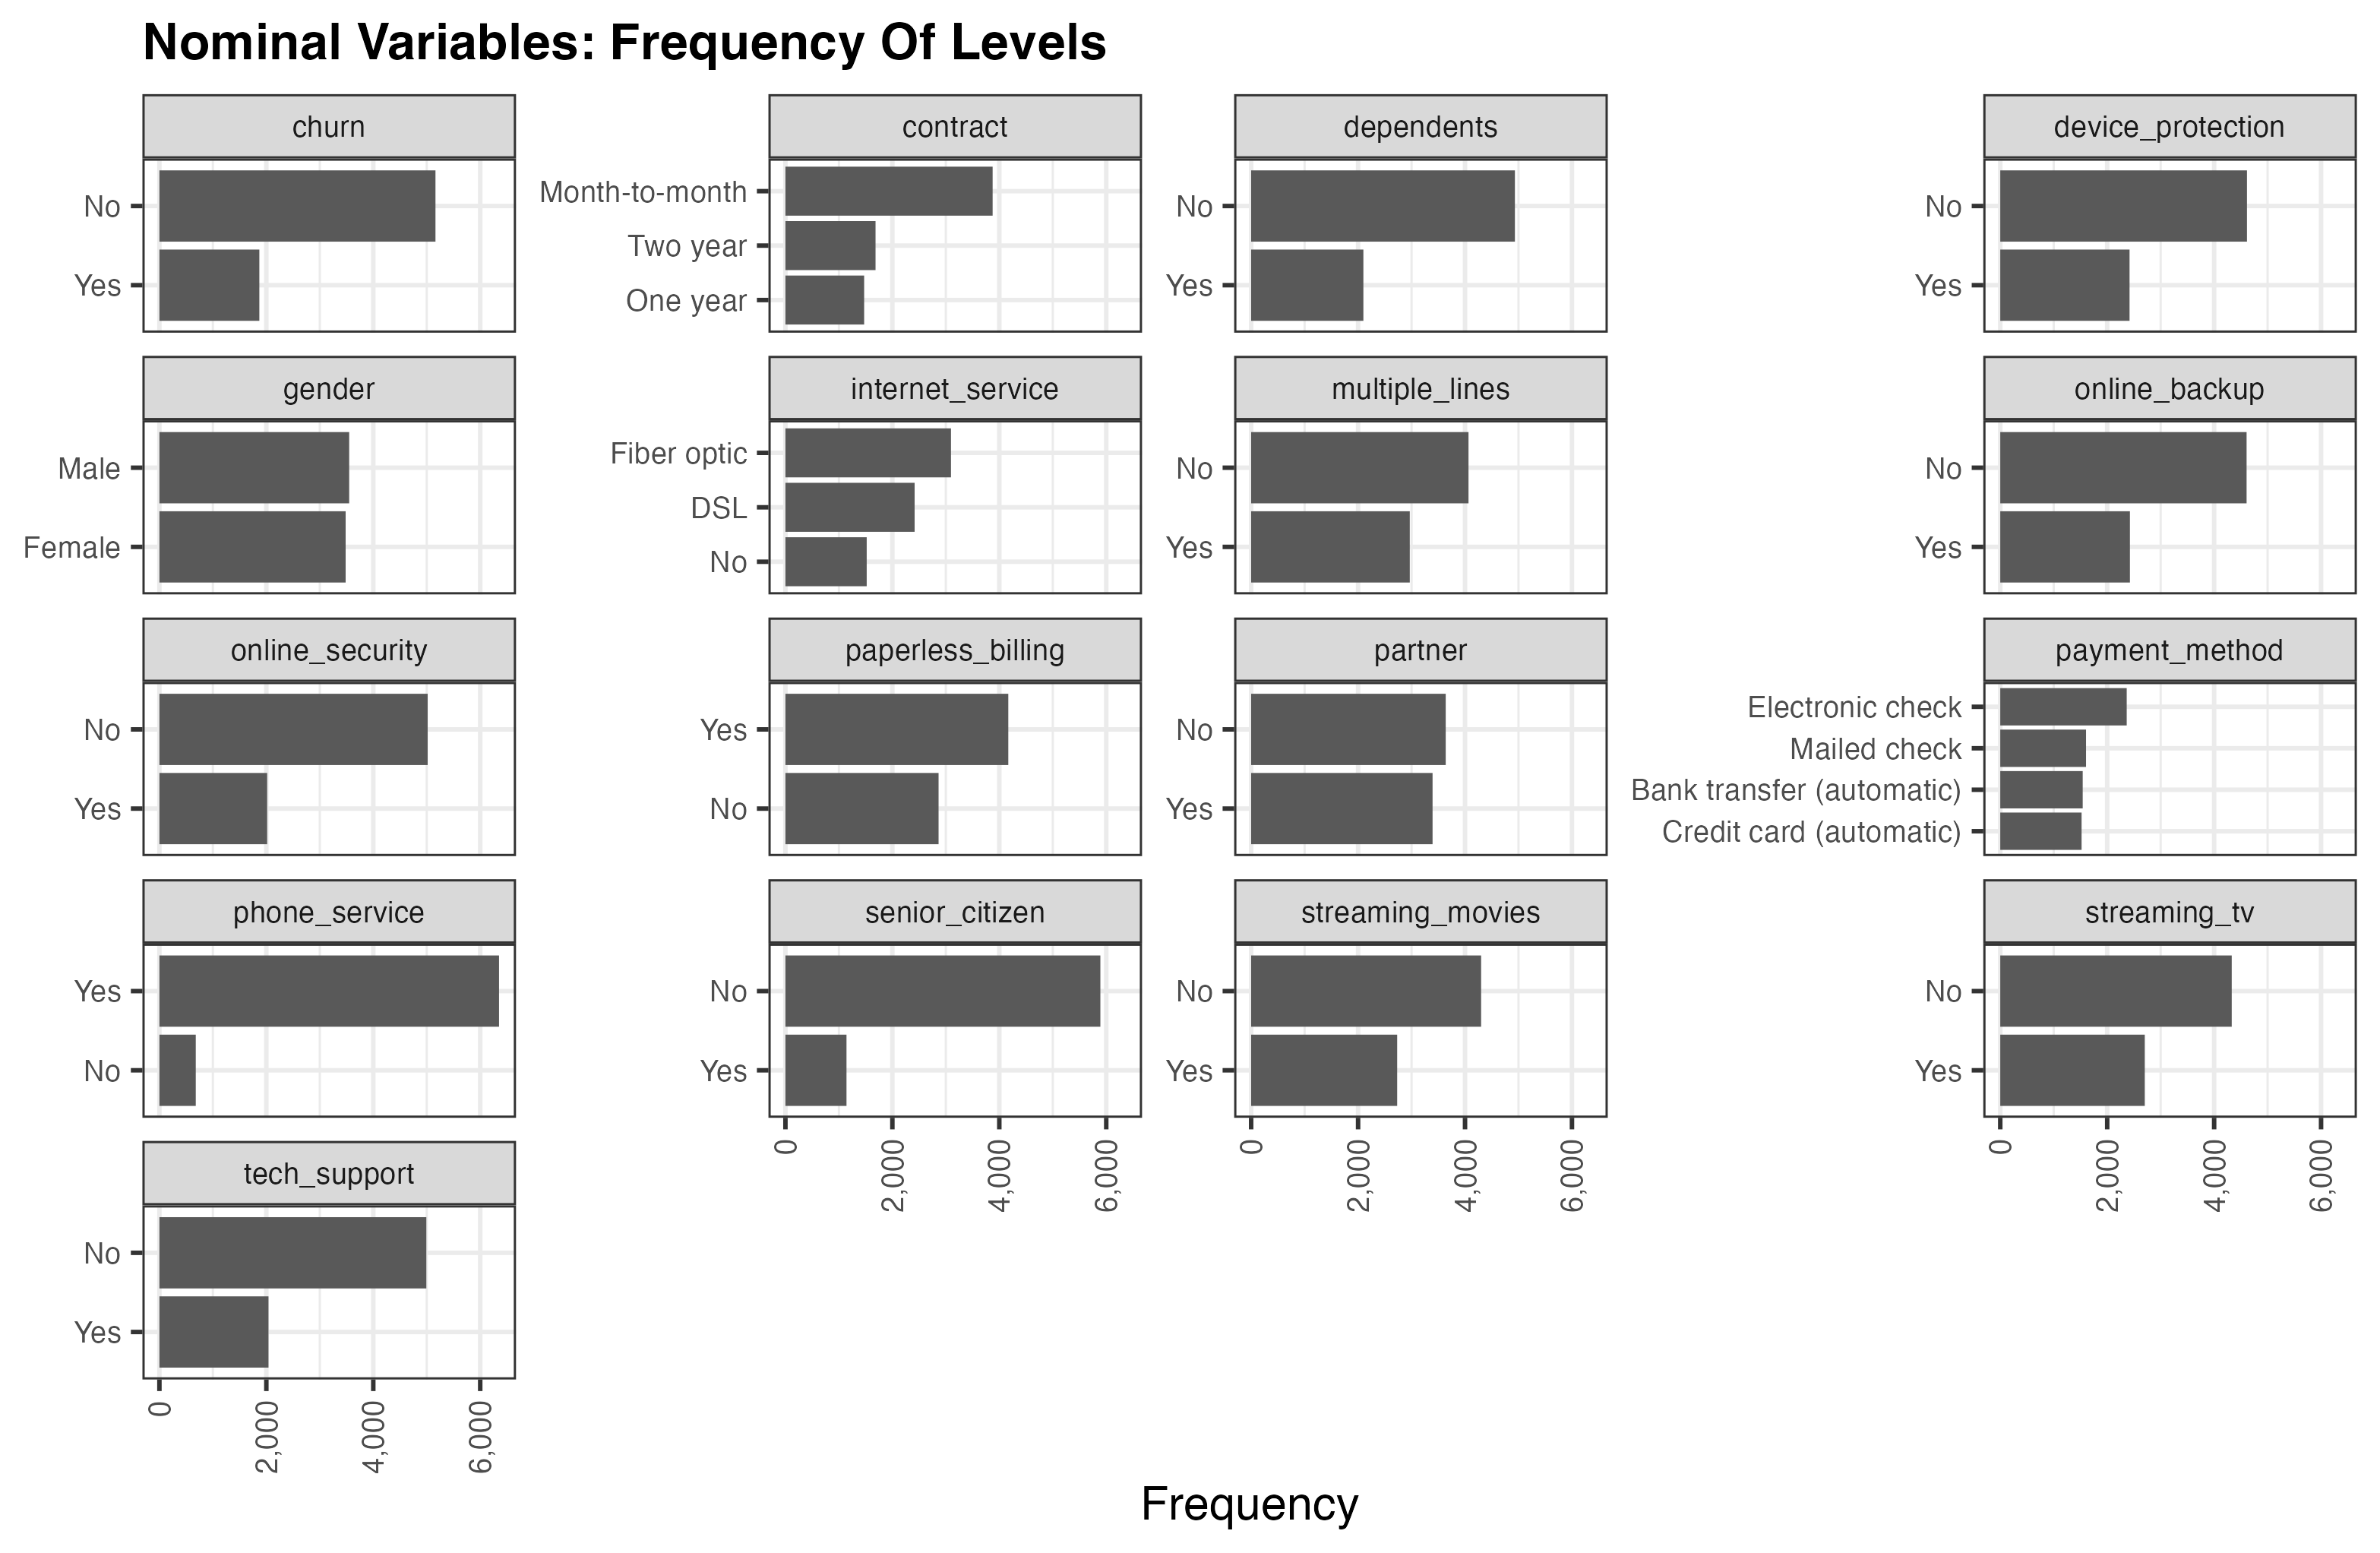 Nominal Variables: Frequency Of Levels
churn
No
Yes
contract
Month-to-month
Two year
One year
dependents
No
Yes
device_protection
No
Yes
gender
Male
Female
internet_service
Fiber optic
DSL
No
multiple_lines
No
Yes
online_backup
No
Yes
online_security
No
Yes
paperless_billing
Yes
No
partner
No
Yes
payment_method
Electronic check
Mailed check
Bank transfer (automatic)
Credit card (automatic)
phone_service
Yes
No
senior_citizen
No
Yes
0
2,000
4,000
6,000
streaming_movies
No
Yes
0
2,000
4,000
6,000
streaming_tv
No
Yes
0
2,000
4,000
6,000
tech_support
No
Yes
0
2,000
4,000
6,000
Frequency